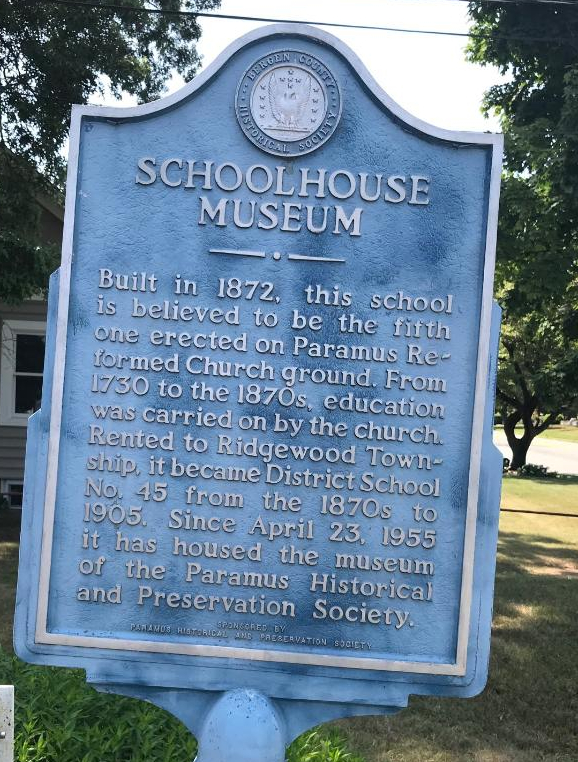 BERGEN COUNTY
HISTORICAL SOCIETY
SCHOOLHOUSE
MUSEUM
Built in 1872, this school
is believed to be the fifth
one erected on Paramus Re-
formed Church ground. From
1730 to the 1870s, education
was carried on by the church.
Rented to Ridgewood Town-
ship, it became District School
No. 45 from the 1870s to
1905. Since April 23, 1955
it has housed the museum
of the Paramus Historical
and Preservation Society.
SPONSORED BY
PARAMUS HISTORICAL AND PRESERVATION SOCIETY